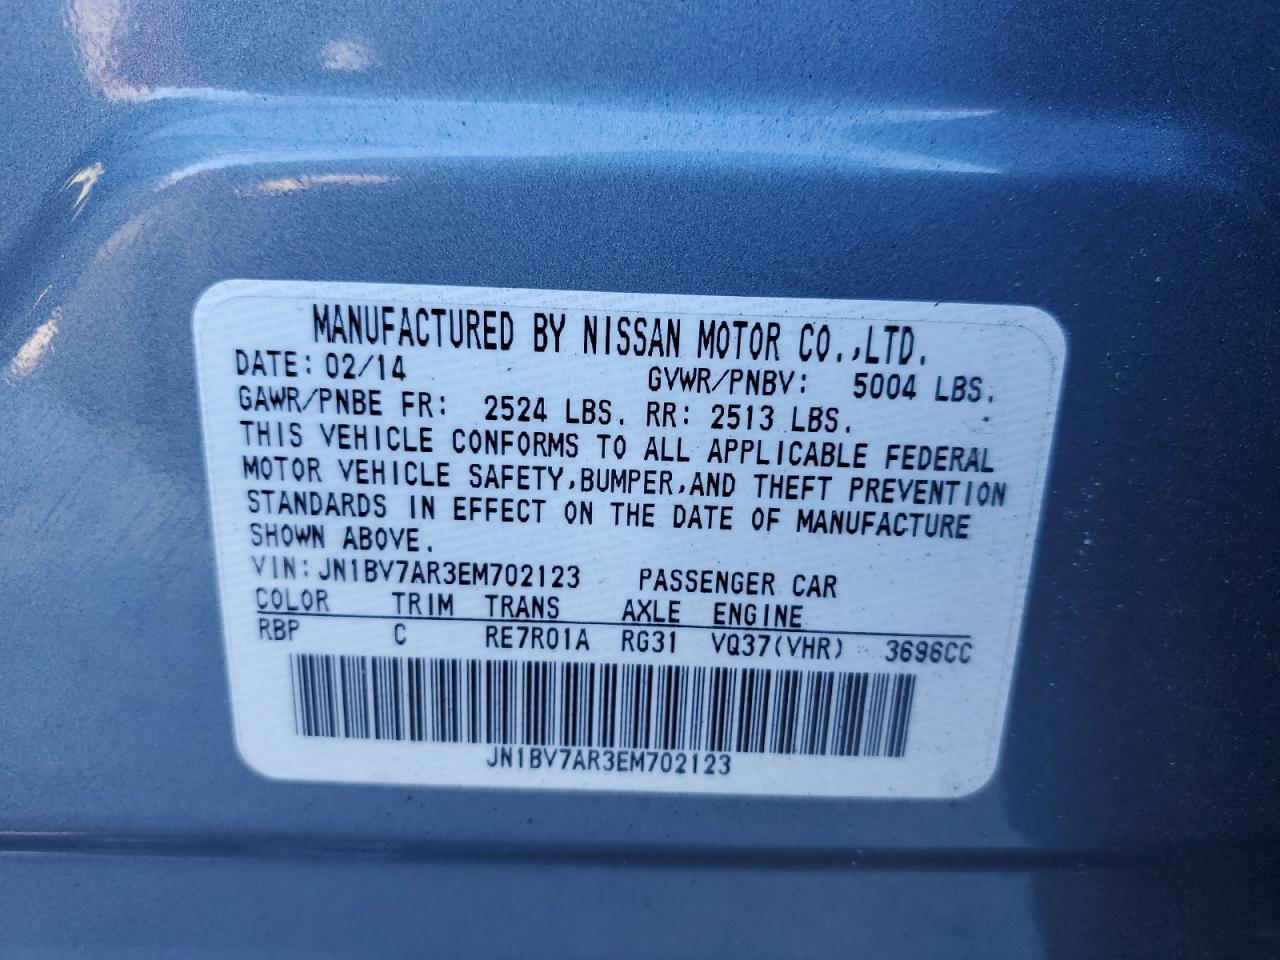 MANUFACTURED BY NISSAN MOTOR CO.,LTD.
DATE: 02/14 GVWR/PNBV: 5004 LBS.
GAWR/PNBE FR: 2524 LBS. RR: 2513 LBS.
THIS VEHICLE CONFORMS TO ALL APPLICABLE FEDERAL
MOTOR VEHICLE SAFETY,BUMPER,AND THEFT PREVENTION
STANDARDS IN EFFECT ON THE DATE OF MANUFACTURE
SHOWN ABOVE.
VIN:JN1BV7AR3EM702123 PASSENGER CAR
COLOR TRIM TRANS AXLE ENGINE
RBP C RE7R01A RG31 VQ37(VHR) 3696CC
JN1BV7AR3EM702123